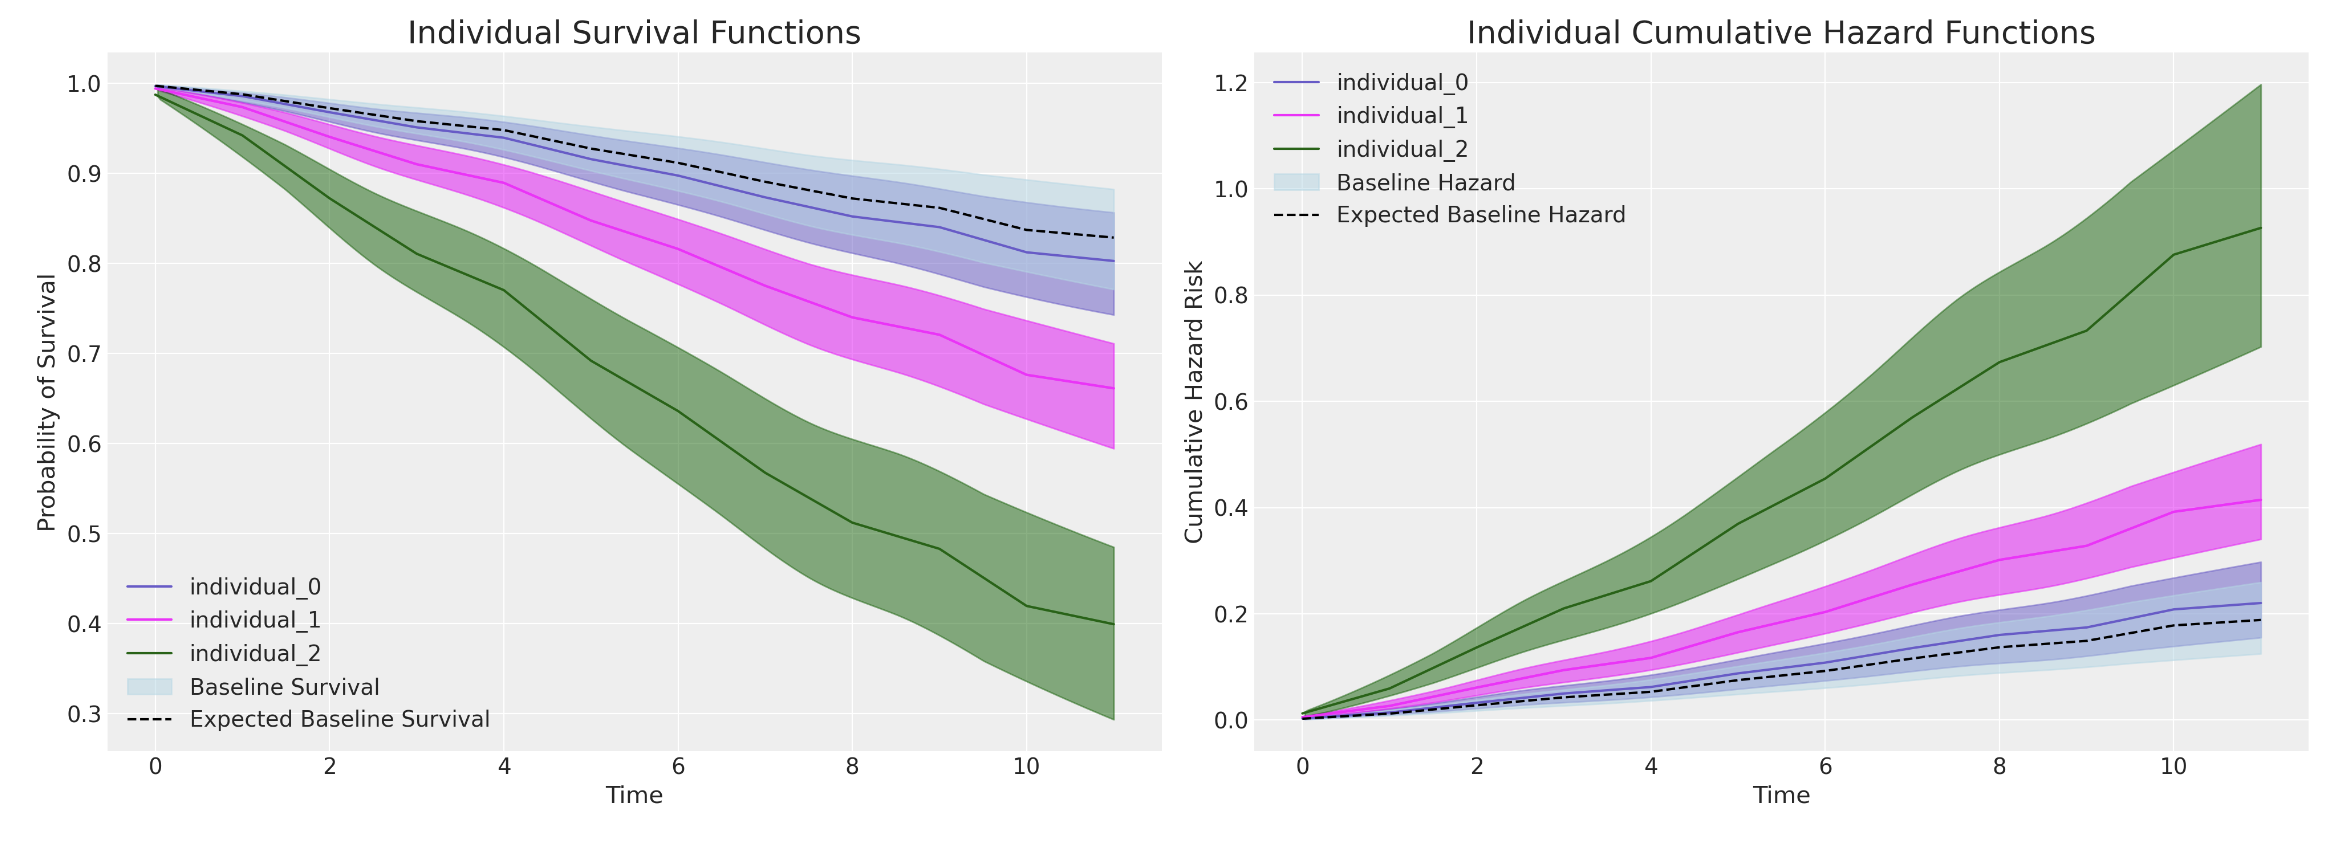 Individual Survival Functions
Probability of Survival
1.0
0.9
0.8
0.7
0.6
0.5
0.4
0.3
individual_0
individual_1
individual_2
Baseline Survival
Expected Baseline Survival
0 2 4 6 8 10
Time
Individual Cumulative Hazard Functions
Cumulative Hazard Risk
1.2
1.0
0.8
0.6
0.4
0.2
0.0
individual_0
individual_1
individual_2
Baseline Hazard
Expected Baseline Hazard
0 2 4 6 8 10
Time